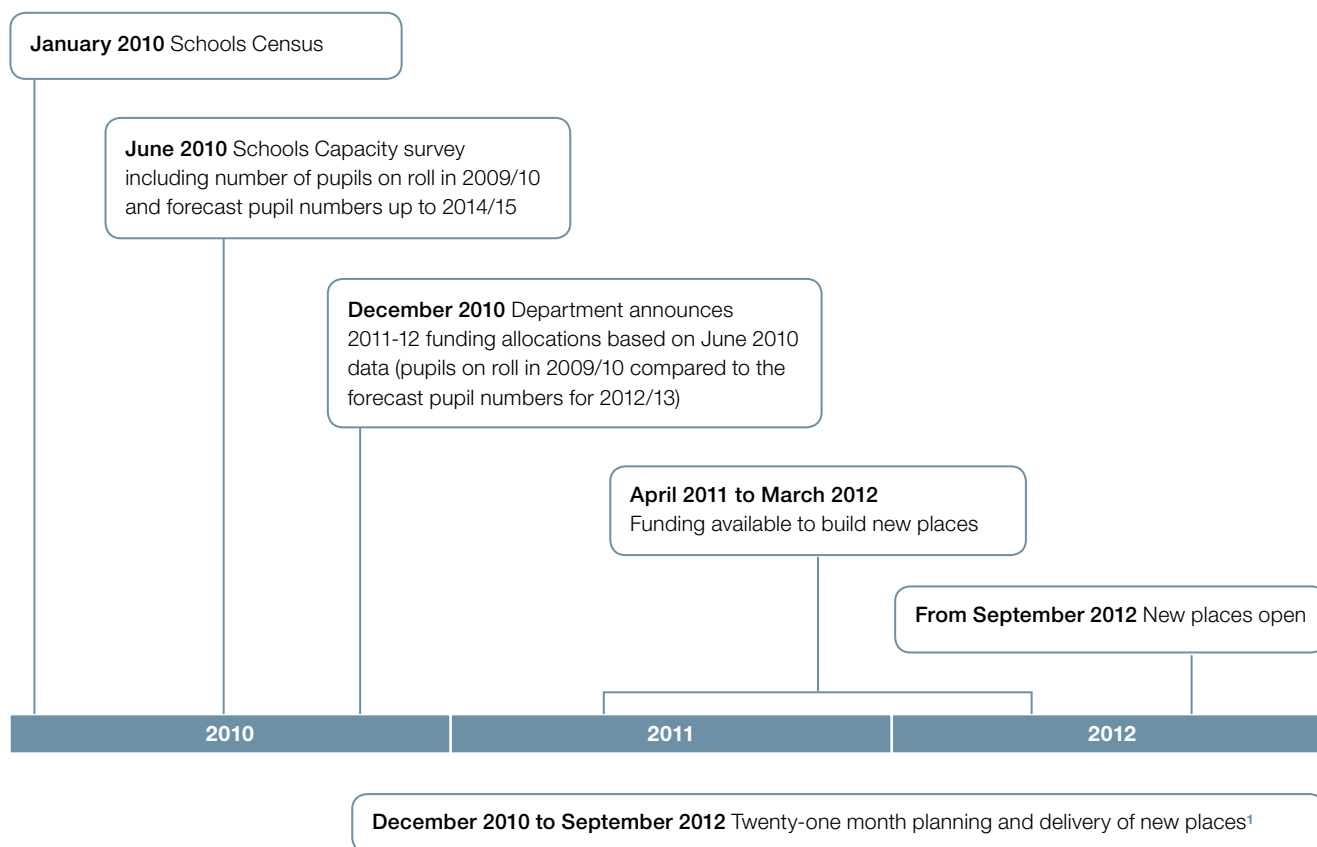 January 2010 Schools Census
June 2010 Schools Capacity survey
including number of pupils on roll in 2009/10
and forecast pupil numbers up to 2014/15
December 2010 Department announces
2011-12 funding allocations based on June 2010
data (pupils on roll in 2009/10 compared to the
forecast pupil numbers for 2012/13)
April 2011 to March 2012
Funding available to build new places
From September 2012 New places open
2010 2011 2012
December 2010 to September 2012 Twenty-one month planning and delivery of new places¹